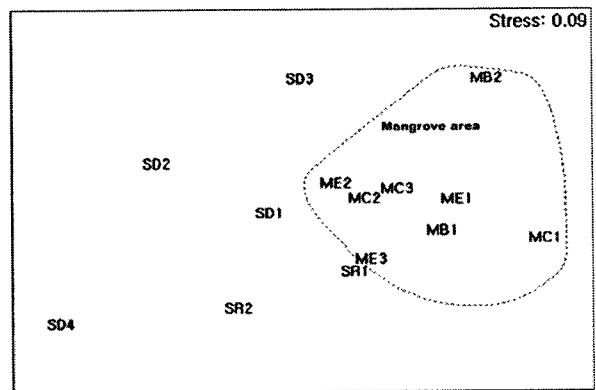 Stress: 0.09
SD3
MB2
Mangrove area
SD2
ME2
MC3
MC2
ME1
SD1
MB1
MC1
ME3
SR1
SR2
SD4